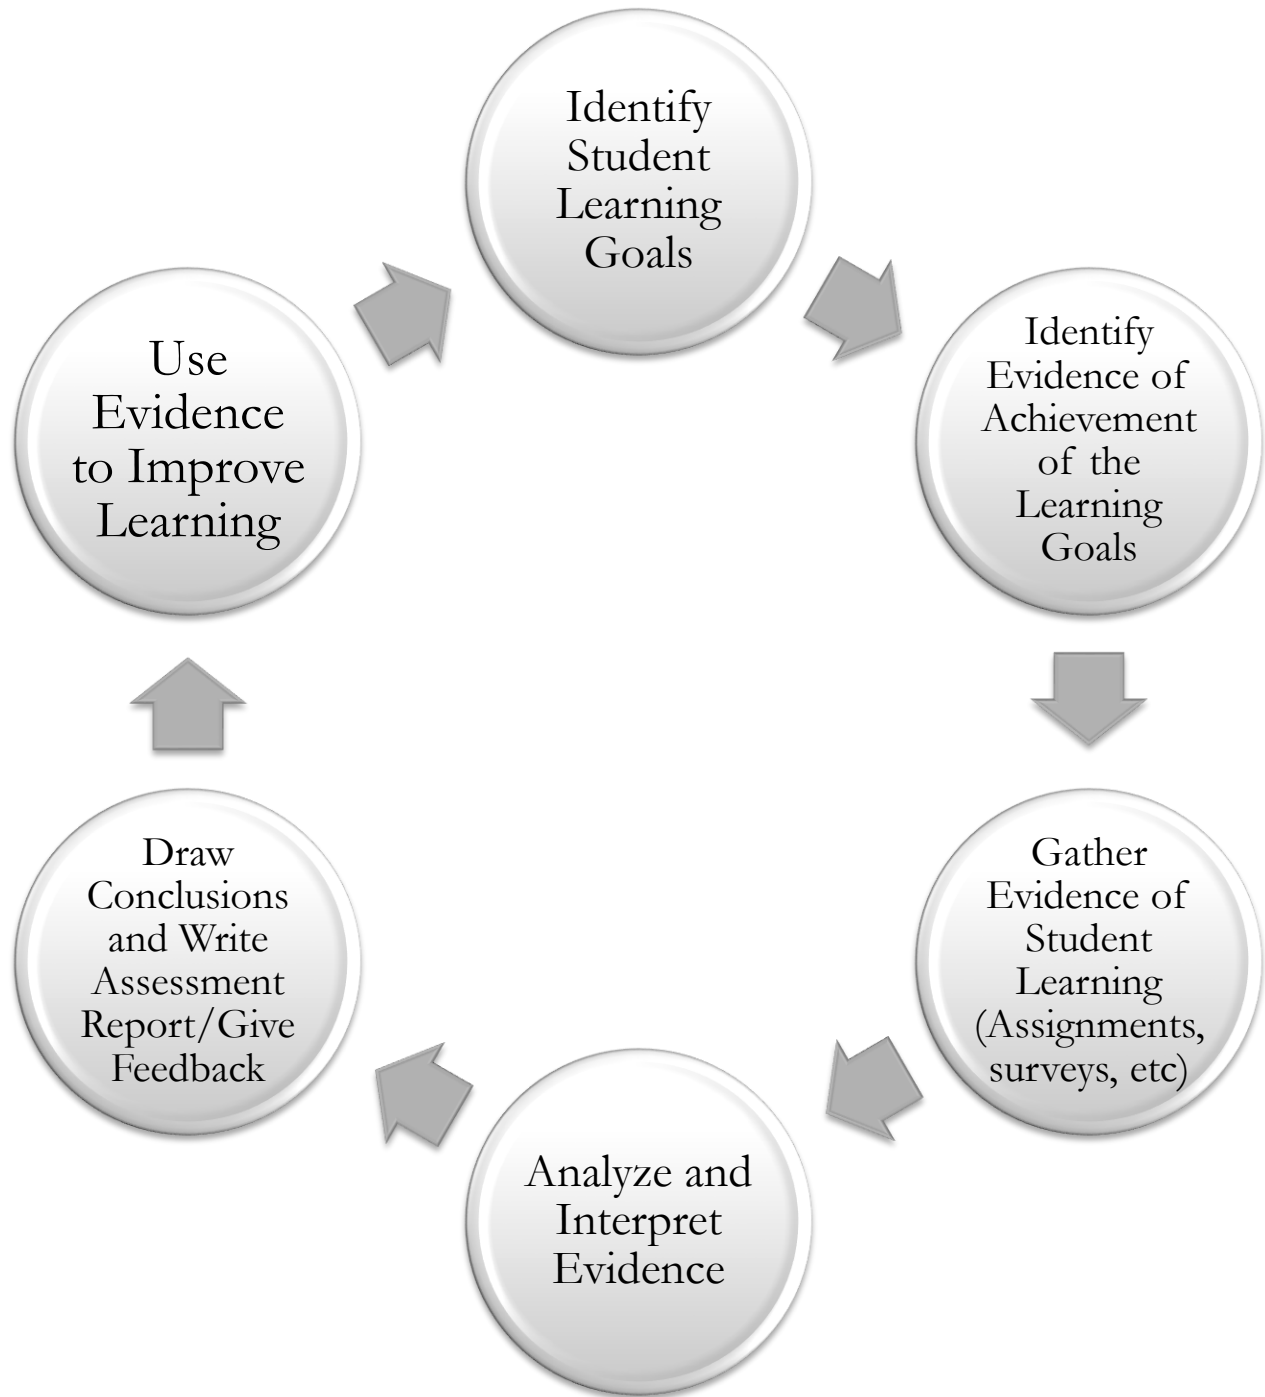 Identify
Student
Learning
Goals
Identify
Evidence of
Achievement
of the
Learning
Goals
Gather
Evidence of
Student
Learning
(Assignments,
surveys, etc)
Analyze and
Interpret
Evidence
Draw
Conclusions
and Write
Assessment
Report/Give
Feedback
Use
Evidence
to Improve
Learning